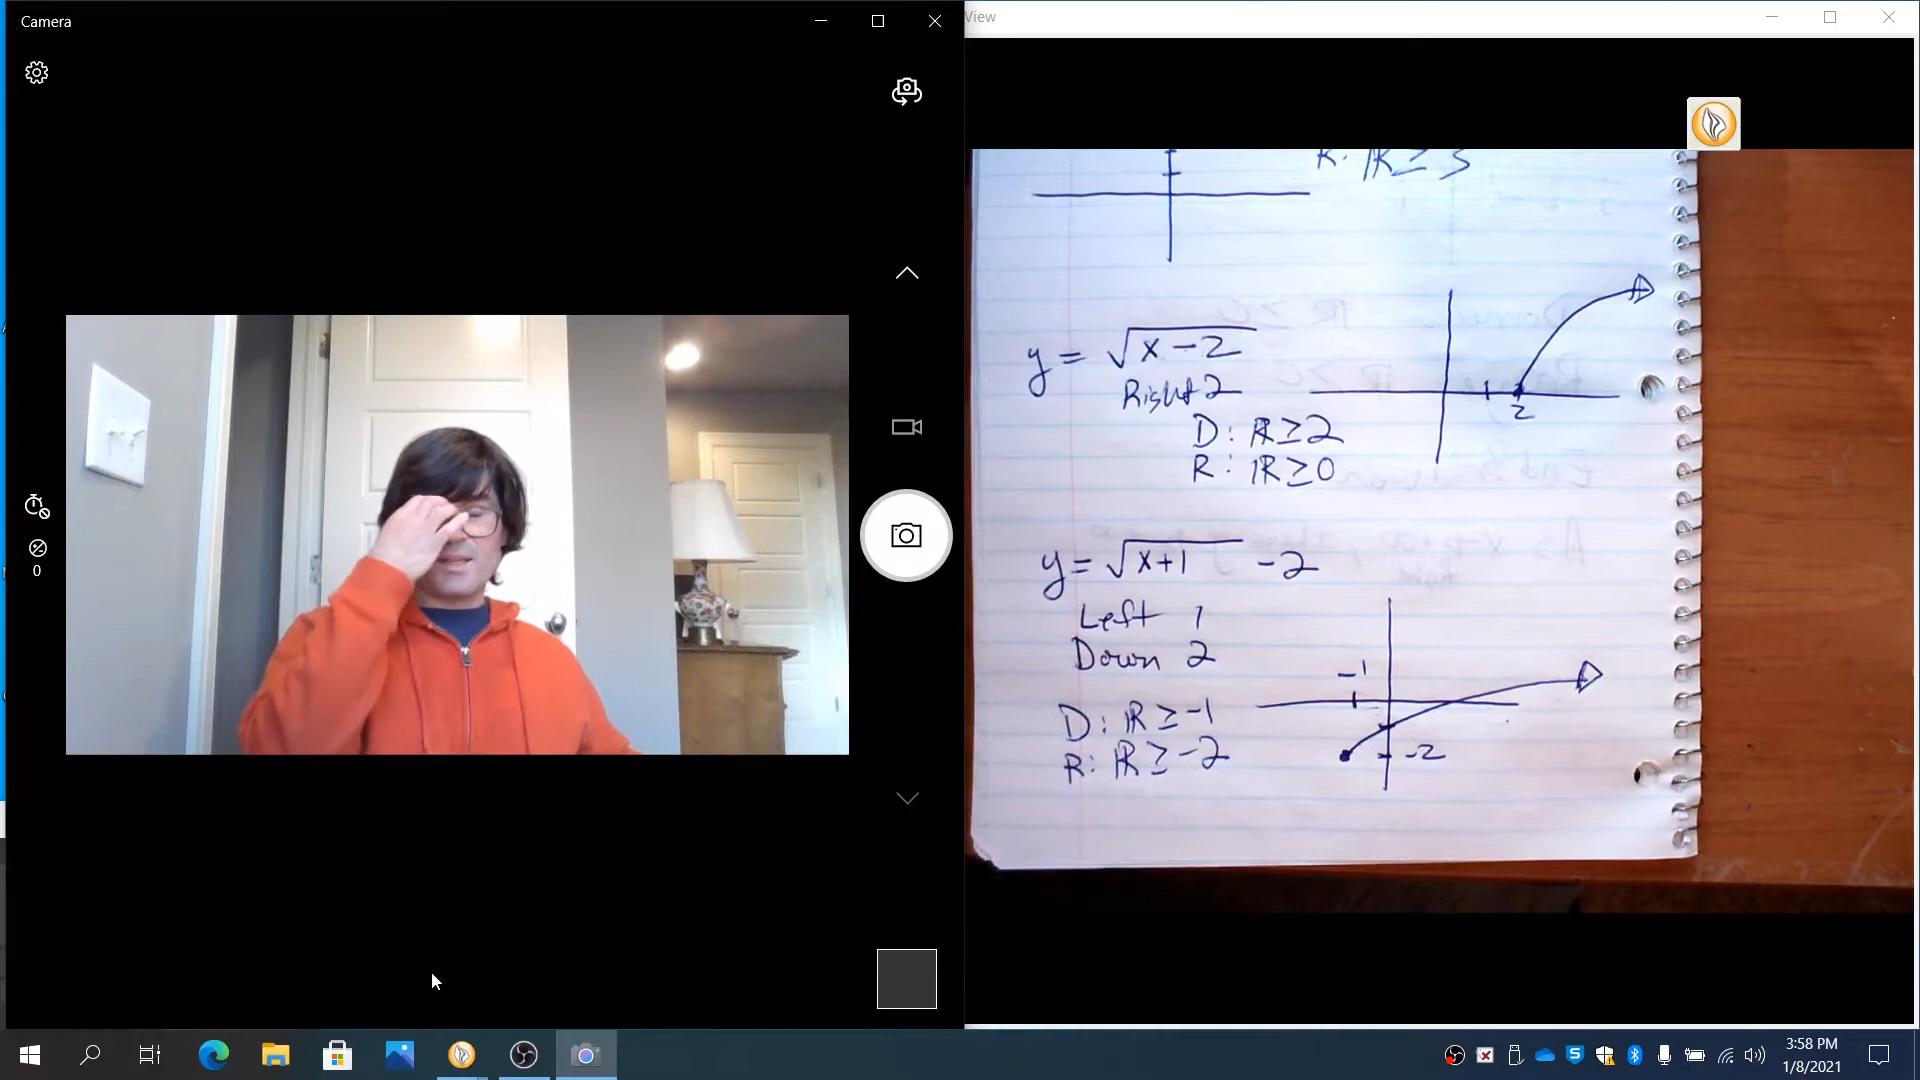 Camera
View
R: ℝ ≥ 3
y = √x-2
Right 2
2
D: ℝ ≥ 2
R: ℝ ≥ 0
y = √x+1 -2
Left 1
Down 2
-1
D: ℝ ≥ -1
R: ℝ ≥ -2
-2
0
3:58 PM
1/8/2021